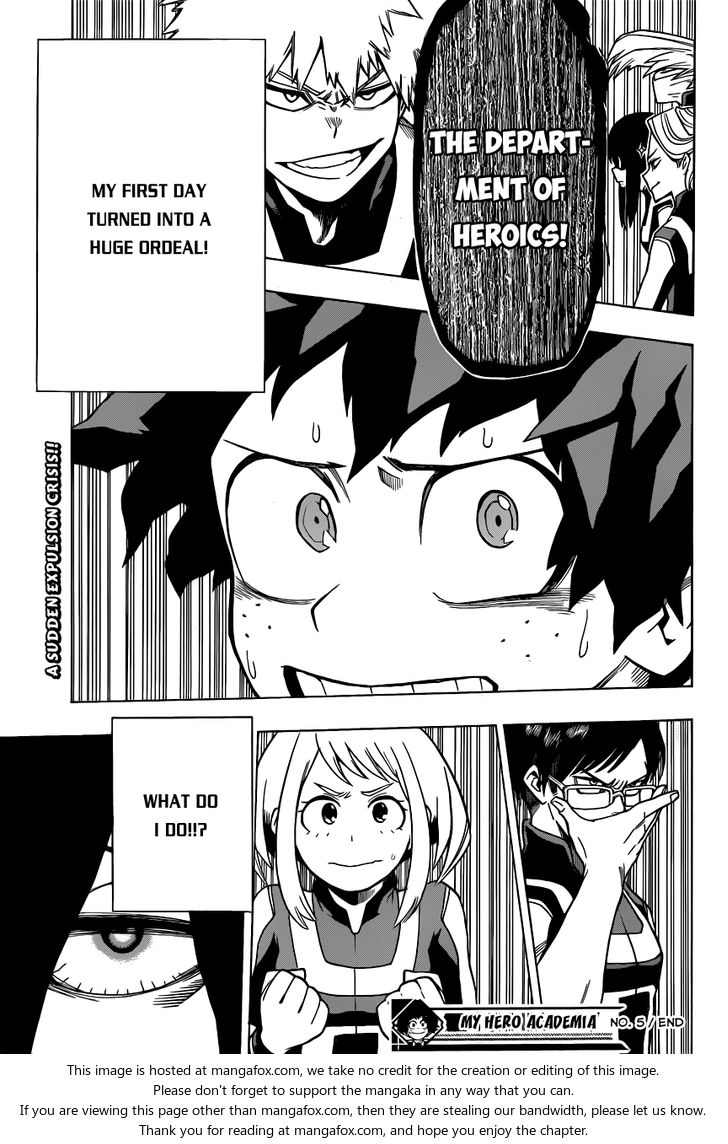 THE DEPART-
MENT OF
HEROICS!
MY FIRST DAY
TURNED INTO A
HUGE ORDEAL!
A SUDDEN EXPULSION CRISIS!!
WHAT DO
I DO!!?
MY HERO ACADEMIA NO. 5 / END
This image is hosted at mangafox.com, we take no credit for the creation or editing of this image.
Please don't forget to support the mangaka in any way that you can.
If you are viewing this page other than mangafox.com, then they are stealing our bandwidth, please let us know.
Thank you for reading at mangafox.com, and hope you enjoy the chapter.